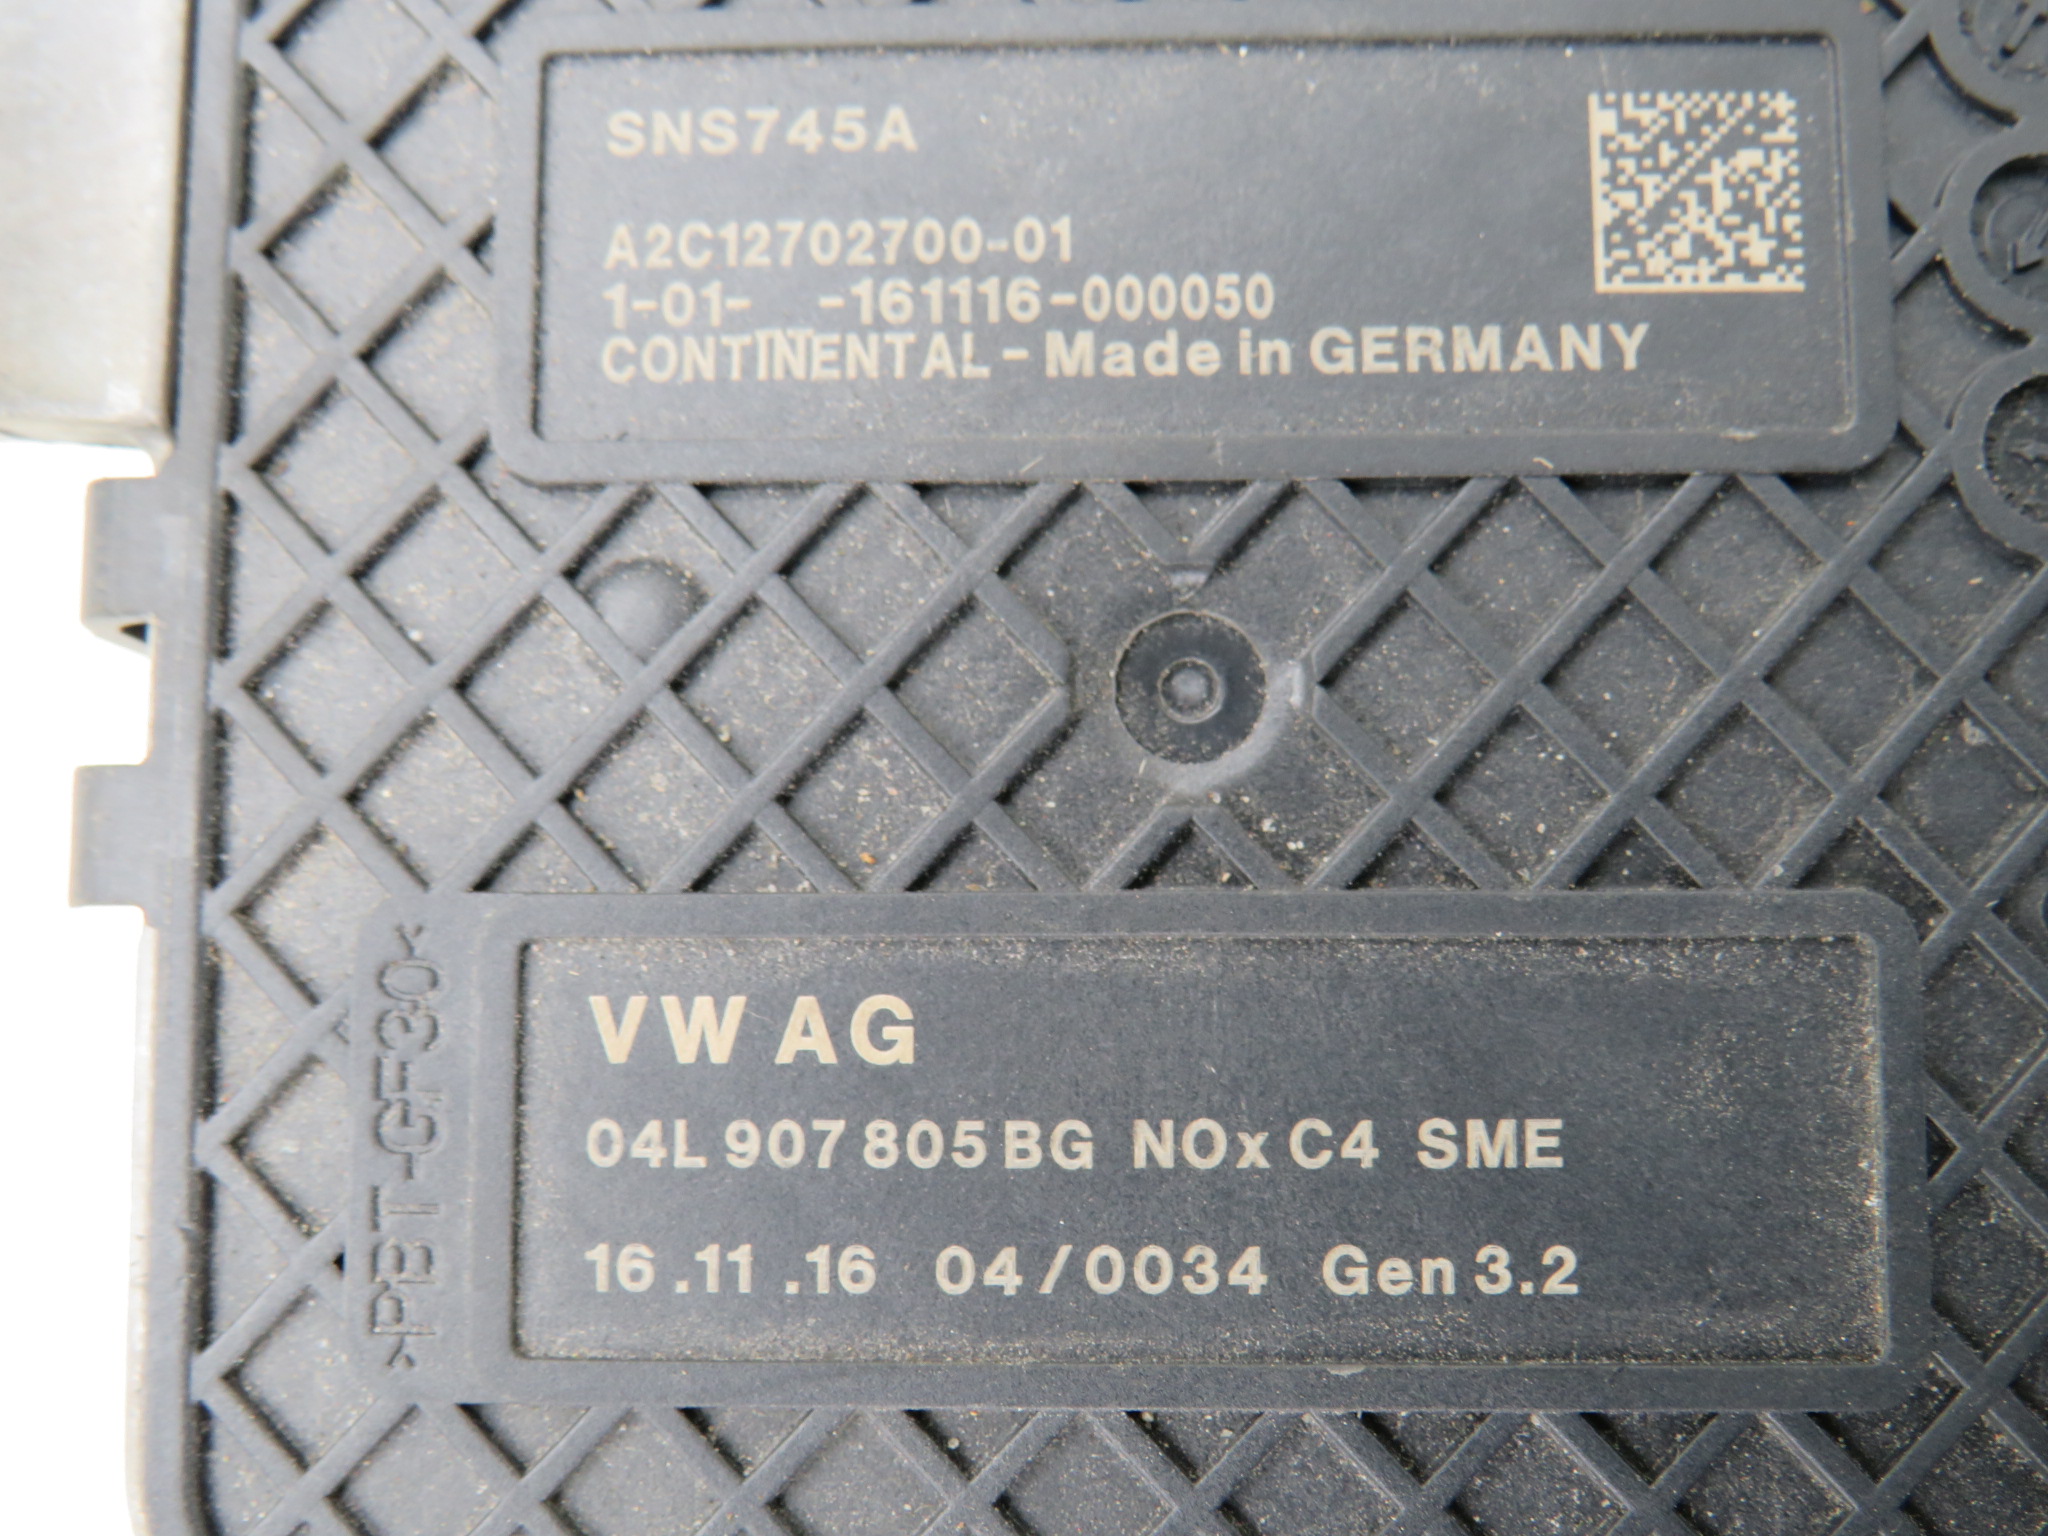 SNS745A
A2C12702700-01
1-01-   -161116-000050
CONTINENTAL - Made in GERMANY
VW AG
04L 907 805 BG NOx C4 SME
16.11.16 04/0034 Gen 3.2
>PBT-GF30<